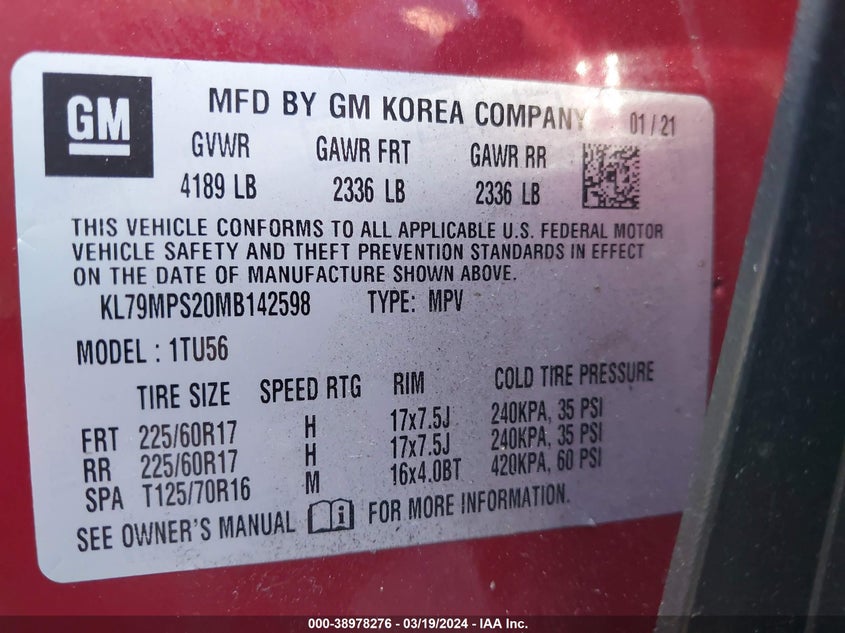 GM
MFD BY GM KOREA COMPANY 01/21
GVWR GAWR FRT GAWR RR
4189 LB 2336 LB 2336 LB
THIS VEHICLE CONFORMS TO ALL APPLICABLE U.S. FEDERAL MOTOR
VEHICLE SAFETY AND THEFT PREVENTION STANDARDS IN EFFECT
ON THE DATE OF MANUFACTURE SHOWN ABOVE.
KL79MPS20MB142598 TYPE: MPV
MODEL : 1TU56
TIRE SIZE SPEED RTG RIM COLD TIRE PRESSURE
FRT 225/60R17 H 17x7.5J 240KPA, 35 PSI
RR 225/60R17 H 17x7.5J 240KPA, 35 PSI
SPA T125/70R16 M 16x4.0BT 420KPA, 60 PSI
SEE OWNER'S MANUAL i FOR MORE INFORMATION.
000-38978276 - 03/19/2024 - IAA Inc.